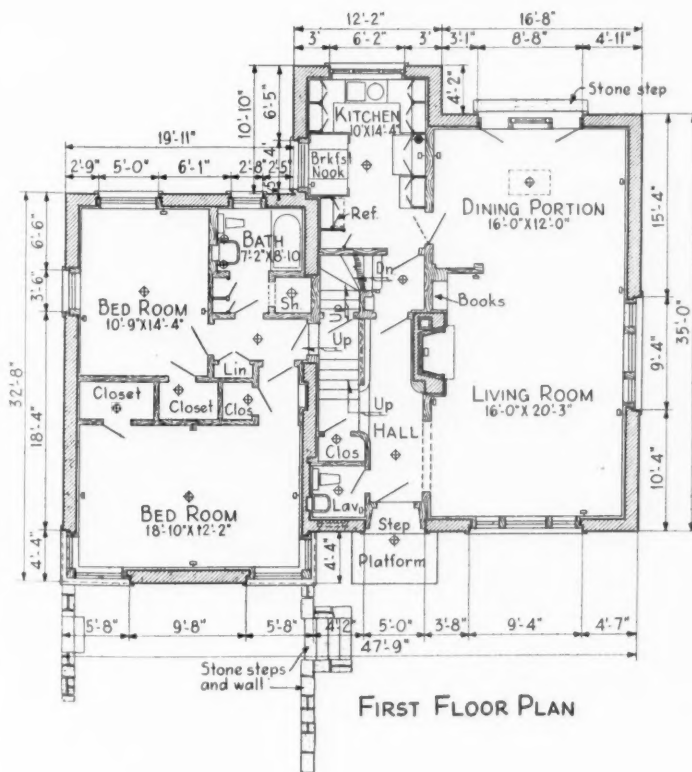 12'-2"
16'-8"
3'
6'-2"
3'
3'-1"
8'-8"
4'-11"
Stone step
4'-2"
10'-10"
6'-5"
KITCHEN
10'X14'-4"
19'-11"
4'
Brkfs
Nook
2'-9"
5'-0"
6'-1"
2'-8"
2'-5"
5'
Ref.
DINING PORTION
16'-0"X12'-0"
15'-4"
6'-6"
BATH
7'-2"X8'-10
Dn
3'-6"
BED ROOM
10'-9"X14'-4"
Sh.
Books
35'-0"
Up
Up
Lin
32'-8"
Closet
Closet
Clos
9'-4"
LIVING ROOM
16'-0"X 20'-3"
Up
HALL
18'-4"
Clos
10'-4"
BED ROOM
18'-10"X12'-2"
Lav.
Step
Platform
4'-4"
4'-4"
5'-8"
9'-8"
5'-8"
4'-2"
5'-0"
3'-8"
9'-4"
4'-7"
47'-9"
Stone steps
and wall
FIRST FLOOR PLAN